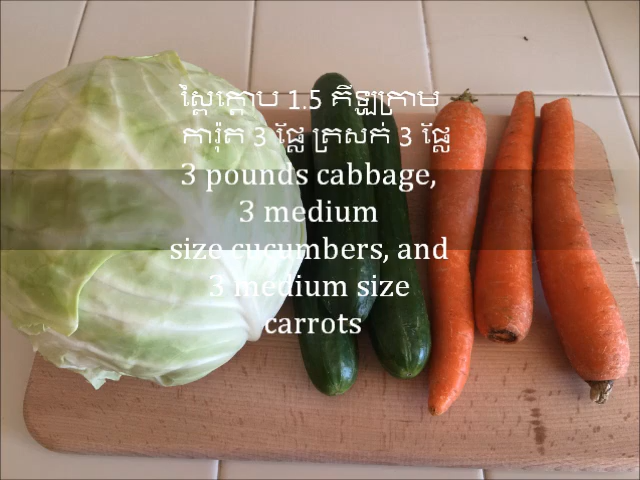 ស្ពៃក្តោប 1.5 គីឡូក្រាម
ការ៉ុត 3 ផ្លែ ត្រសក់ 3 ផ្លែ
3 pounds cabbage,
3 medium
size cucumbers, and
3 medium size
carrots